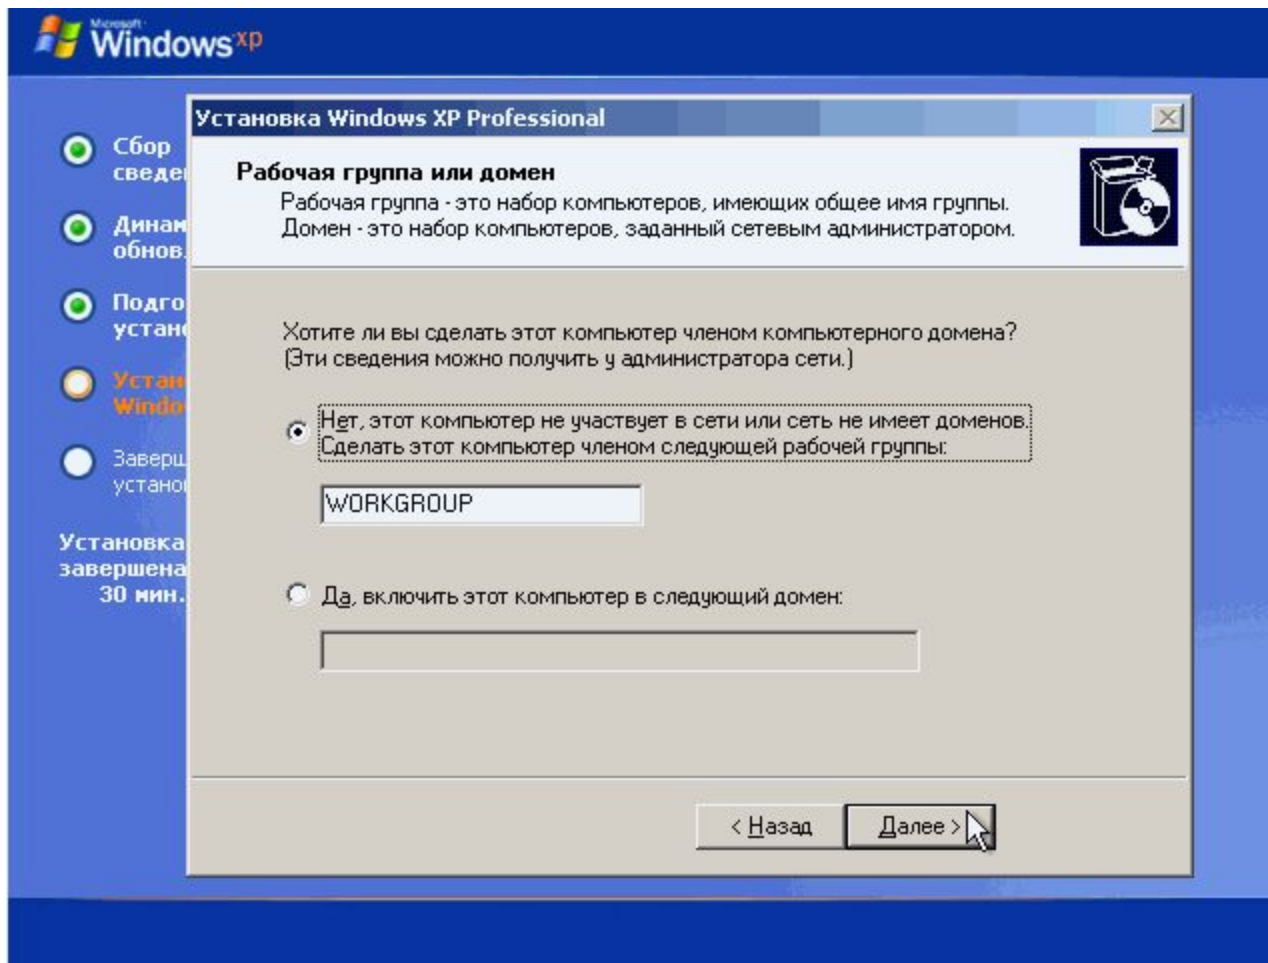 Microsoft
Windows xp
Установка Windows XP Professional
Сбор
сведе
Динам
обнов.
Подго
устан
Устан
Windo
Заверш
устано
Установка
завершена
30 мин.
Рабочая группа или домен
Рабочая группа - это набор компьютеров, имеющих общее имя группы.
Домен - это набор компьютеров, заданный сетевым администратором.
Хотите ли вы сделать этот компьютер членом компьютерного домена?
(Эти сведения можно получить у администратора сети.)
Нет, этот компьютер не участвует в сети или сеть не имеет доменов.
Сделать этот компьютер членом следующей рабочей группы:
WORKGROUP
Да, включить этот компьютер в следующий домен:
< Назад
Далее >